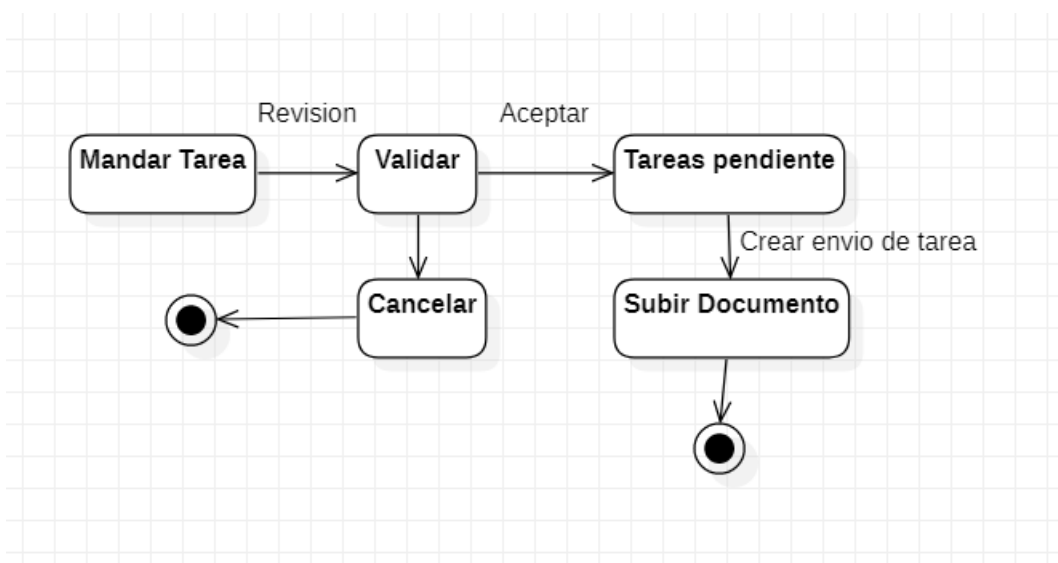 Revision
Aceptar
Mandar Tarea
Validar
Tareas pendiente
Crear envio de tarea
Cancelar
Subir Documento